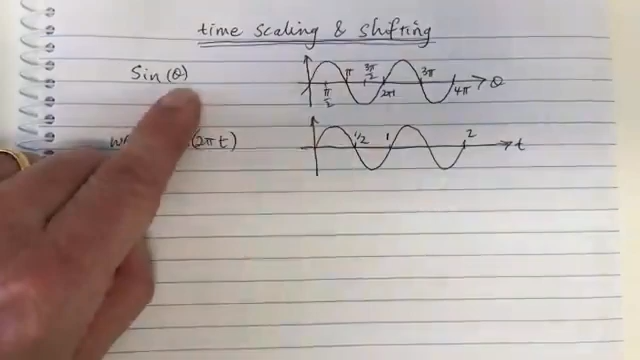 time scaling & shifting
Sin(θ)
π/2 π 3π/2 2π 3π 4π θ
(2πt)
1/2 1 2 t